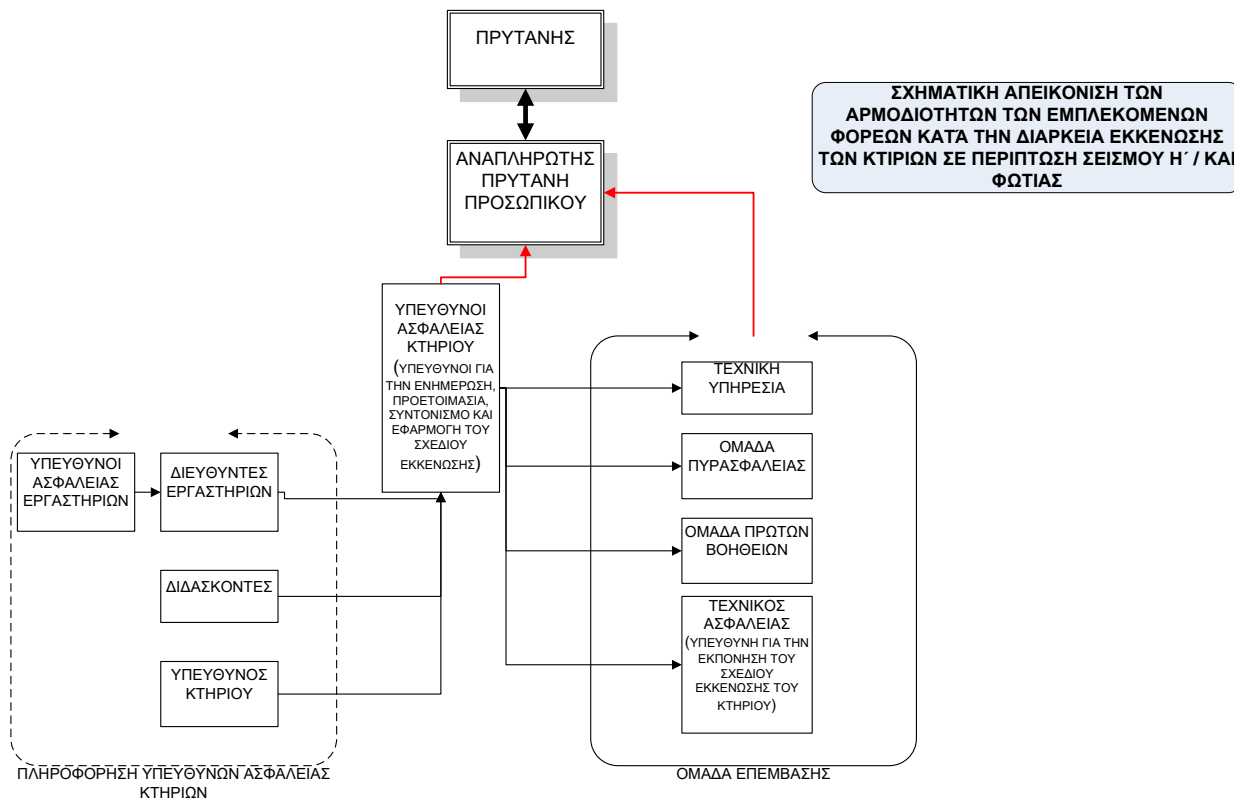 ΠΡΥΤΑΝΗΣ
ΣΧΗΜΑΤΙΚΗ ΑΠΕΙΚΟΝΙΣΗ ΤΩΝ
ΑΡΜΟΔΙΟΤΗΤΩΝ ΤΩΝ ΕΜΠΛΕΚΟΜΕΝΩΝ
ΦΟΡΕΩΝ ΚΑΤΆ ΤΗΝ ΔΙΑΡΚΕΙΑ ΕΚΚΕΝΩΣΗΣ
ΤΩΝ ΚΤΙΡΙΩΝ ΣΕ ΠΕΡΙΠΤΩΣΗ ΣΕΙΣΜΟΥ Η΄ / ΚΑΙ
ΦΩΤΙΑΣ
ΑΝΑΠΛΗΡΩΤΗΣ
ΠΡΥΤΑΝΗ
ΠΡΟΣΩΠΙΚΟΥ
ΥΠΕΥΘΥΝΟΙ
ΑΣΦΑΛΕΙΑΣ
ΚΤΗΡΙΟΥ
(ΥΠΕΥΘΥΝΟΙ ΓΙΑ
ΤΗΝ ΕΝΗΜΕΡΩΣΗ,
ΠΡΟΕΤΟΙΜΑΣΙΑ,
ΣΥΝΤΟΝΙΣΜΟ ΚΑΙ
ΕΦΑΡΜΟΓΗ ΤΟΥ
ΣΧΕΔΙΟΥ
ΕΚΚΕΝΩΣΗΣ)
ΥΠΕΥΘΥΝΟΙ
ΑΣΦΑΛΕΙΑΣ
ΕΡΓΑΣΤΗΡΙΩΝ
ΔΙΕΥΘΥΝΤΕΣ
ΕΡΓΑΣΤΗΡΙΩΝ
ΔΙΔΑΣΚΟΝΤΕΣ
ΥΠΕΥΘΥΝΟΣ
ΚΤΗΡΙΟΥ
ΠΛΗΡΟΦΟΡΗΣΗ ΥΠΕΥΘΥΝΩΝ ΑΣΦΑΛΕΙΑΣ
ΚΤΗΡΙΩΝ
ΤΕΧΝΙΚΗ
ΥΠΗΡΕΣΙΑ
ΟΜΑΔΑ
ΠΥΡΑΣΦΑΛΕΙΑΣ
ΟΜΑΔΑ ΠΡΩΤΩΝ
ΒΟΗΘΕΙΩΝ
ΤΕΧΝΙΚΟΣ
ΑΣΦΑΛΕΙΑΣ
(ΥΠΕΥΘΥΝΗ ΓΙΑ ΤΗΝ
ΕΚΠΟΝΗΣΗ ΤΟΥ
ΣΧΕΔΙΟΥ
ΕΚΚΕΝΩΣΗΣ ΤΟΥ
ΚΤΗΡΙΟΥ)
ΟΜΑΔΑ ΕΠΕΜΒΑΣΗΣ